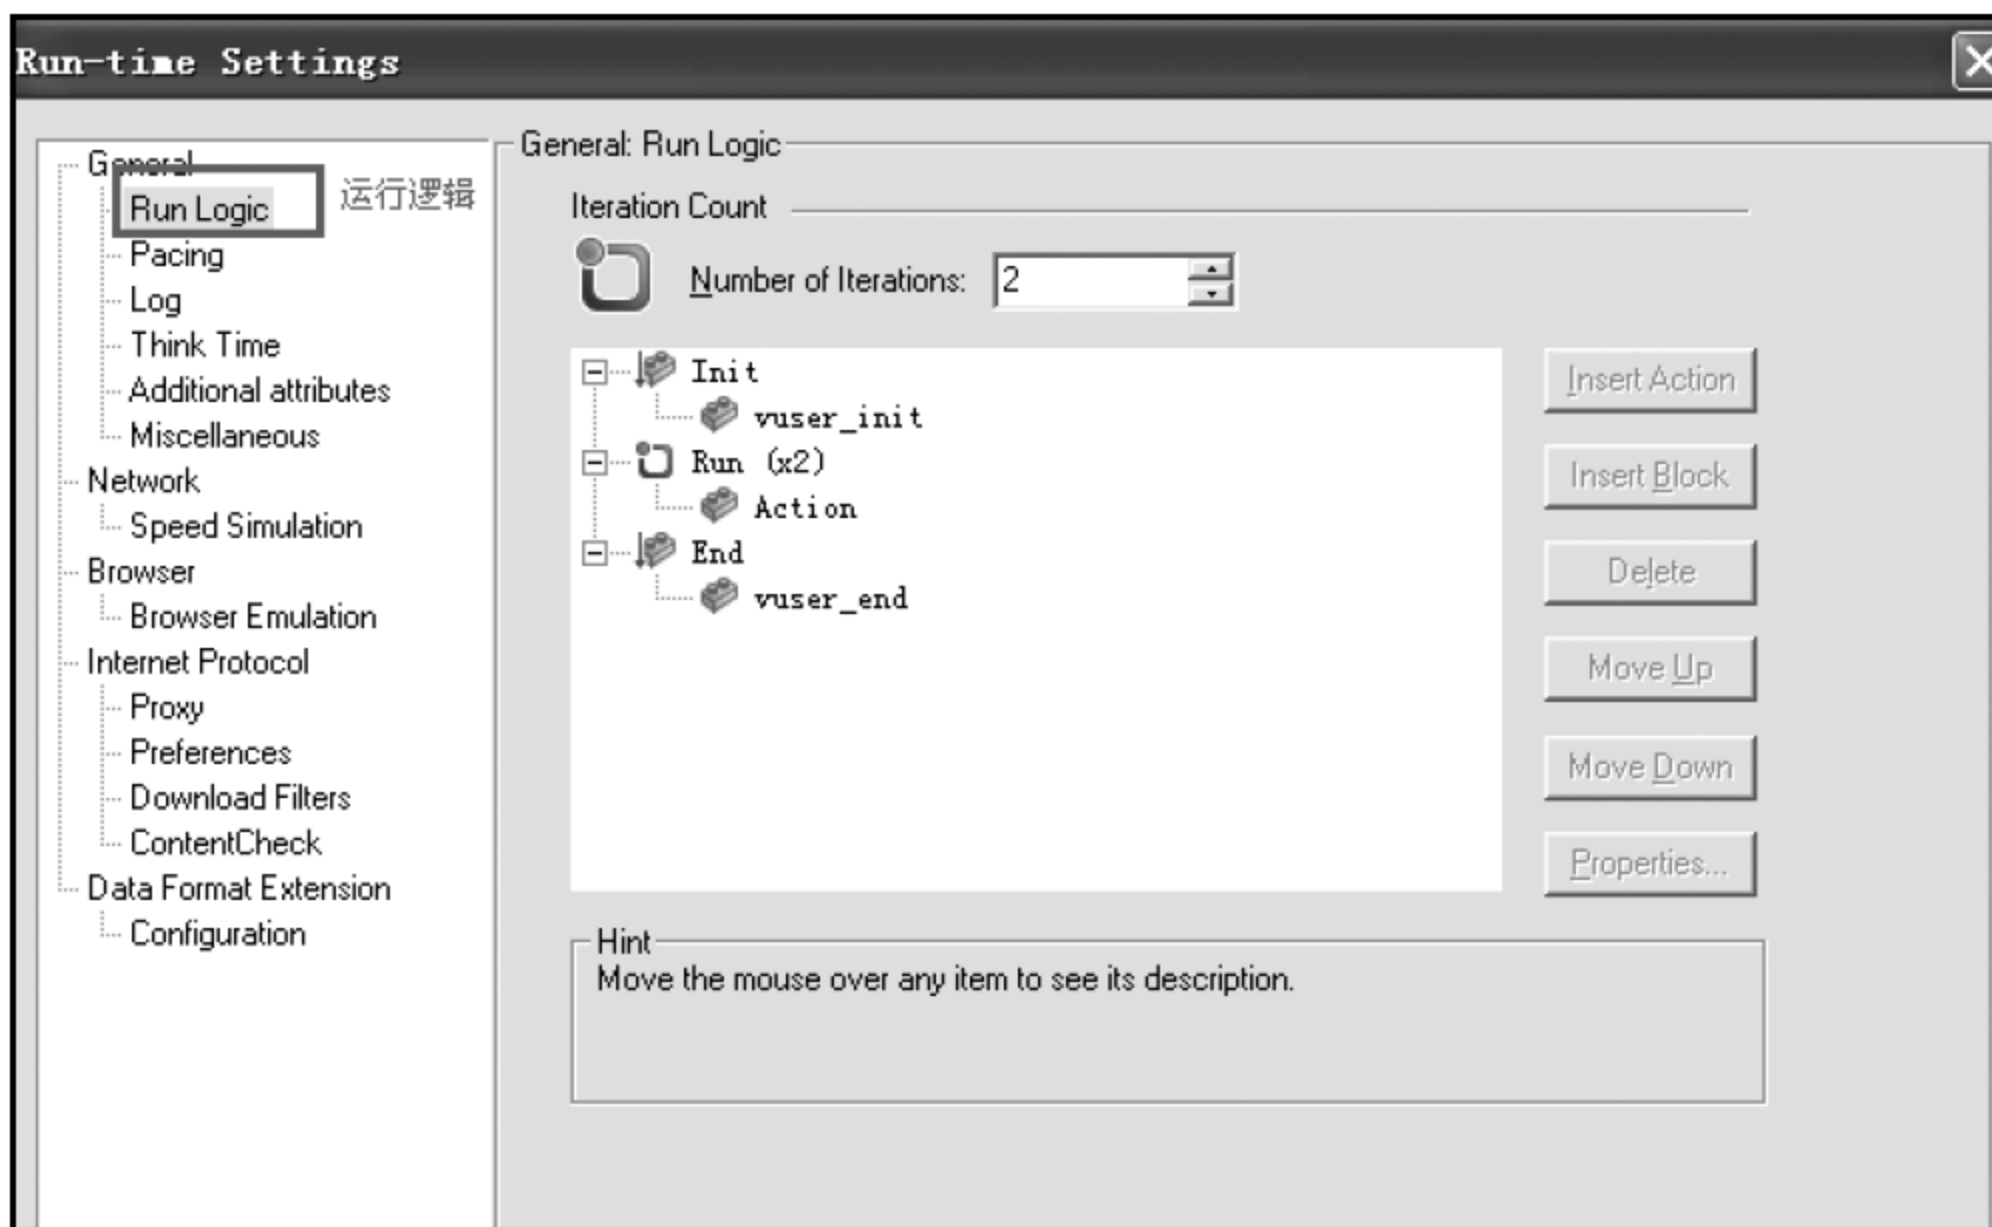 Run-time Settings
General
Run Logic
运行逻辑
Pacing
Log
Think Time
Additional attributes
Miscellaneous
Network
Speed Simulation
Browser
Browser Emulation
Internet Protocol
Proxy
Preferences
Download Filters
ContentCheck
Data Format Extension
Configuration
General: Run Logic
Iteration Count
Number of Iterations: 2
Init
vuser_init
Run (x2)
Action
End
vuser_end
Insert Action
Insert Block
Delete
Move Up
Move Down
Properties...
Hint
Move the mouse over any item to see its description.